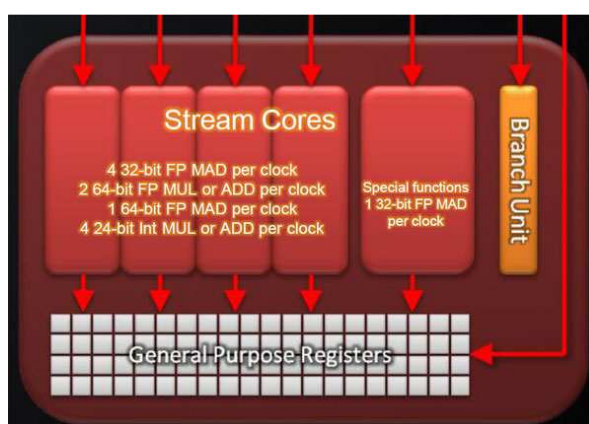 Stream Cores
4 32-bit FP MAD per clock
2 64-bit FP MUL or ADD per clock
1 64-bit FP MAD per clock
4 24-bit Int MUL or ADD per clock
Special functions
1 32-bit FP MAD
per clock
Branch Unit
General Purpose Registers